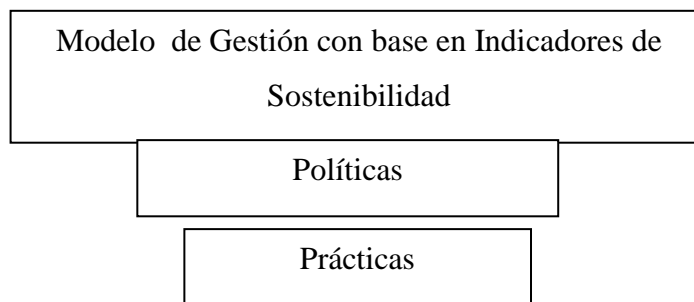 Modelo  de Gestión con base en Indicadores de
Sostenibilidad
Políticas
Prácticas